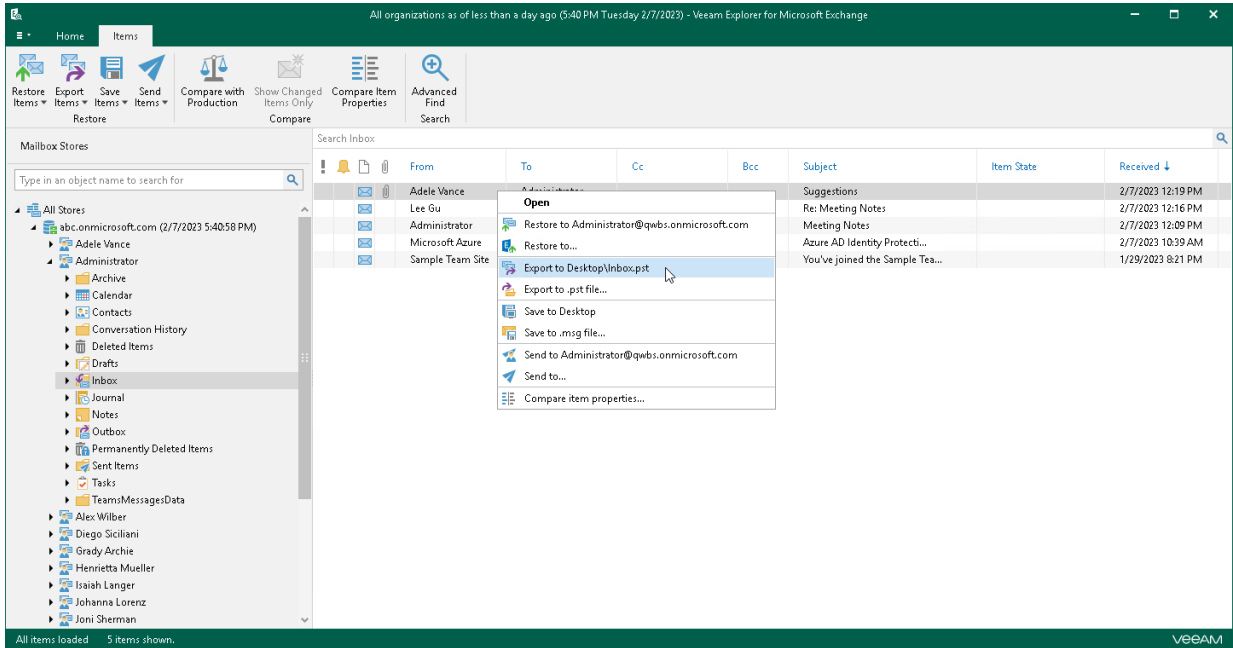 All organizations as of less than a day ago (5:40 PM Tuesday 2/7/2023) - Veeam Explorer for Microsoft Exchange
Home Items
Restore Items
Export Items
Save Items
Send Items
Compare with Production
Show Changed Items Only
Compare Item Properties
Advanced Find
Restore Compare Search
Mailbox Stores
Type in an object name to search for
All Stores
abc.onmicrosoft.com (2/7/2023 5:40:58 PM)
Adele Vance
Administrator
Archive
Calendar
Contacts
Conversation History
Deleted Items
Drafts
Inbox
Journal
Notes
Outbox
Permanently Deleted Items
Sent Items
Tasks
TeamsMessagesData
Alex Wilber
Diego Siciliani
Grady Archie
Henrietta Mueller
Isaiah Langer
Johanna Lorenz
Joni Sherman
Search Inbox
From To Cc Bcc Subject Item State Received
Adele Vance Administrator Suggestions 2/7/2023 12:19 PM
Lee Gu Re: Meeting Notes 2/7/2023 12:16 PM
Administrator Meeting Notes 2/7/2023 12:09 PM
Microsoft Azure Azure AD Identity Protecti... 2/7/2023 10:39 AM
Sample Team Site You've joined the Sample Tea... 1/29/2023 8:21 PM
Open
Restore to Administrator@qwbs.onmicrosoft.com
Restore to...
Export to Desktop\Inbox.pst
Export to .pst file...
Save to Desktop
Save to .msg file...
Send to Administrator@qwbs.onmicrosoft.com
Send to...
Compare item properties...
All items loaded 5 items shown.
veeAM